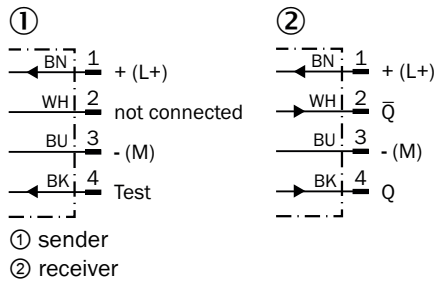 ① ②
BN 1 + (L+) BN 1 + (L+)
WH 2 not connected WH 2 Q̅
BU 3 - (M) BU 3 - (M)
BK 4 Test BK 4 Q
① sender
② receiver